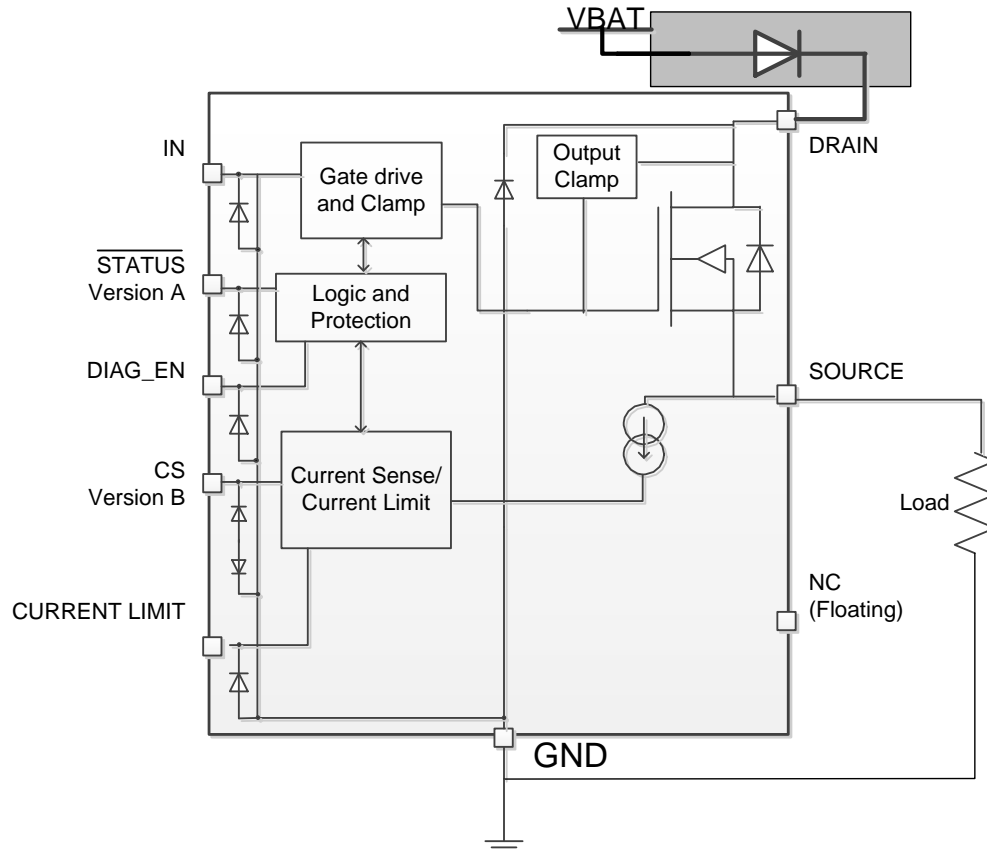 VBAT
IN
Gate drive
and Clamp
Output
Clamp
DRAIN
STATUS
Version A
Logic and
Protection
DIAG_EN
SOURCE
CS
Version B
Current Sense/
Current Limit
Load
NC
(Floating)
CURRENT LIMIT
GND